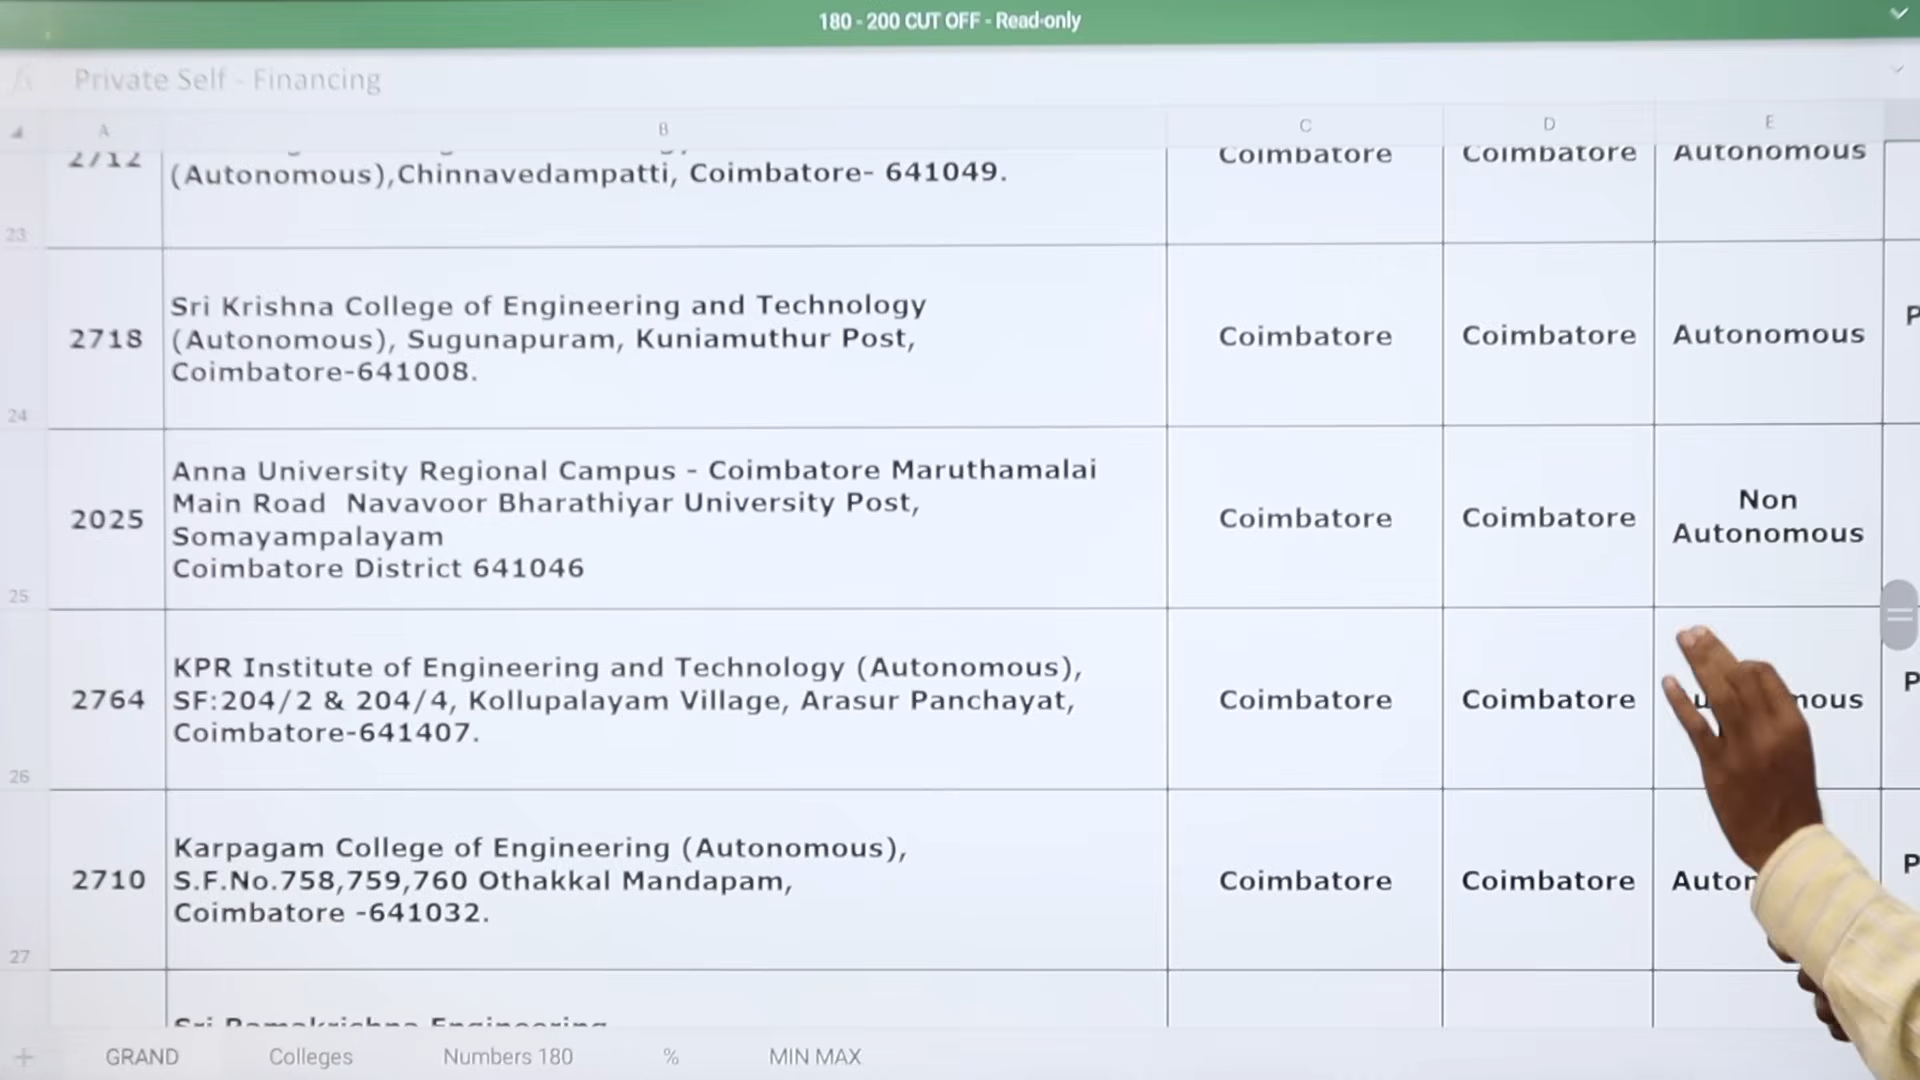 180 - 200 CUT OFF - Read-only
fx Private Self - Financing
A B C D E
2712 (Autonomous),Chinnavedampatti, Coimbatore- 641049. Coimbatore Coimbatore Autonomous
23
Sri Krishna College of Engineering and Technology
2718 (Autonomous), Sugunapuram, Kuniamuthur Post, Coimbatore Coimbatore Autonomous P
Coimbatore-641008.
24
Anna University Regional Campus - Coimbatore Maruthamalai
Main Road Navavoor Bharathiyar University Post, Non
2025 Somayampalayam Coimbatore Coimbatore Autonomous
Coimbatore District 641046
25
KPR Institute of Engineering and Technology (Autonomous), P
2764 SF:204/2 & 204/4, Kollupalayam Village, Arasur Panchayat, Coimbatore Coimbatore
Coimbatore-641407.
26
Karpagam College of Engineering (Autonomous), P
2710 S.F.No.758,759,760 Othakkal Mandapam, Coimbatore Coimbatore
Coimbatore -641032.
27
Sri Ramakrishna Engineering
+ GRAND Colleges Numbers 180 % MIN MAX